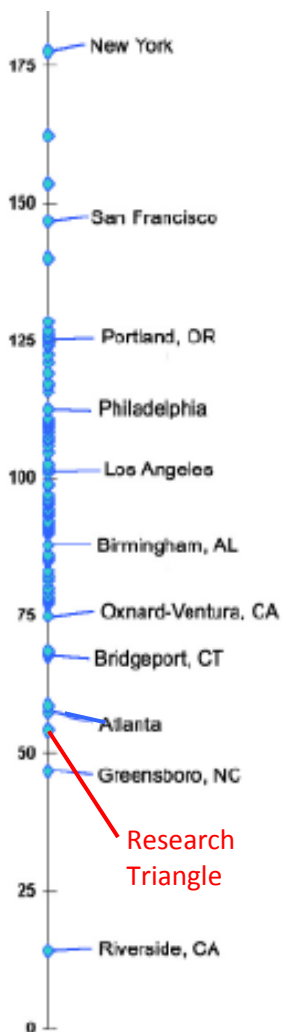 New York
175
150
San Francisco
125
Portland, OR
Philadelphia
Los Angeles
100
Birmingham, AL
75
Oxnard-Ventura, CA
Bridgeport, CT
Atlanta
50
Greensboro, NC
Research
Triangle
25
Riverside, CA
0